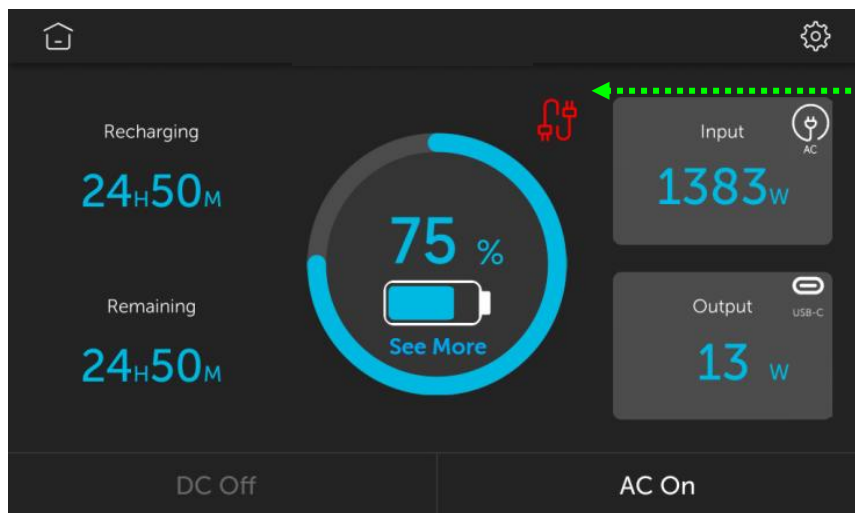 Recharging
24H50M
Remaining
24H50M
75 %
See More
Input
AC
1383W
Output
USB-C
13 W
DC Off
AC On